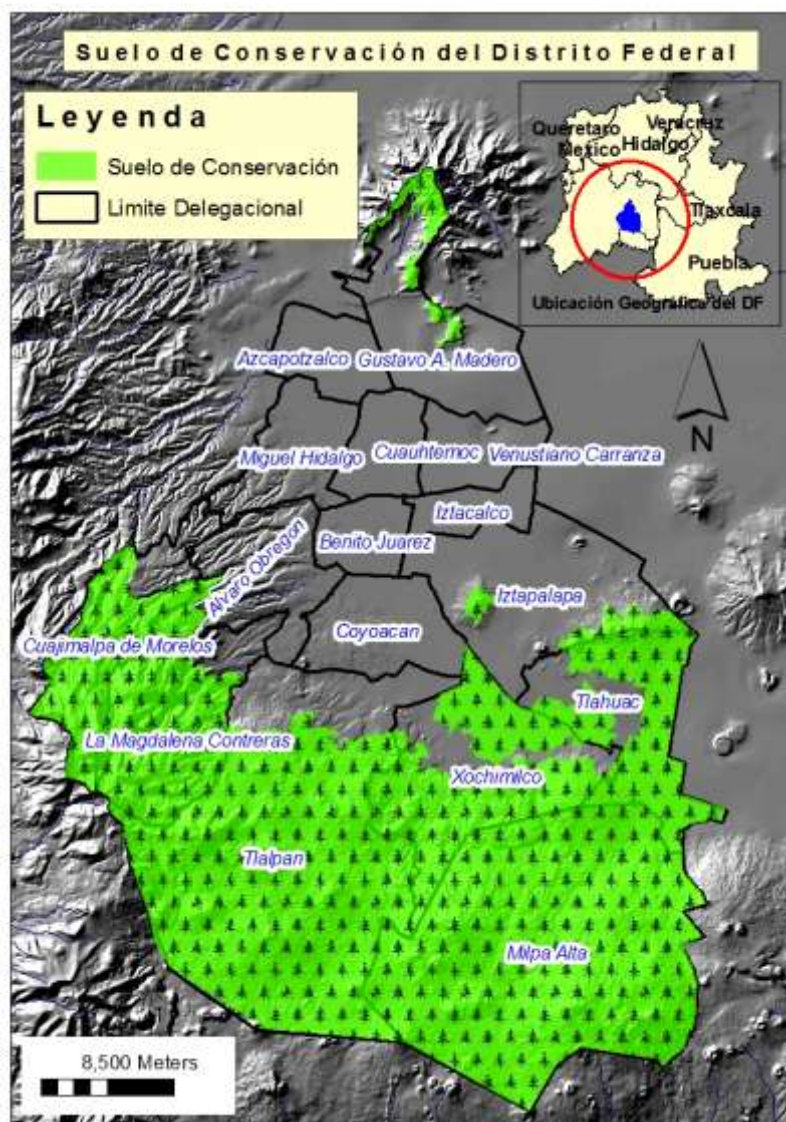 Suelo de Conservación del Distrito Federal
Leyenda
Suelo de Conservación
Limite Delegacional
Queretaro
Veracruz
Mexico
Hidalgo
Tlaxcala
Puebla
Ubicación Geográfica del DF
Azcapotzalco
Gustavo A. Madero
N
Miguel Hidalgo
Cuauhtemoc
Venustiano Carranza
Iztacalco
Benito Juarez
Alvaro Obregon
Iztapalapa
Coyoacan
Cuajimalpa de Morelos
Tlahuac
La Magdalena Contreras
Xochimilco
Tlalpan
Milpa Alta
8,500 Meters